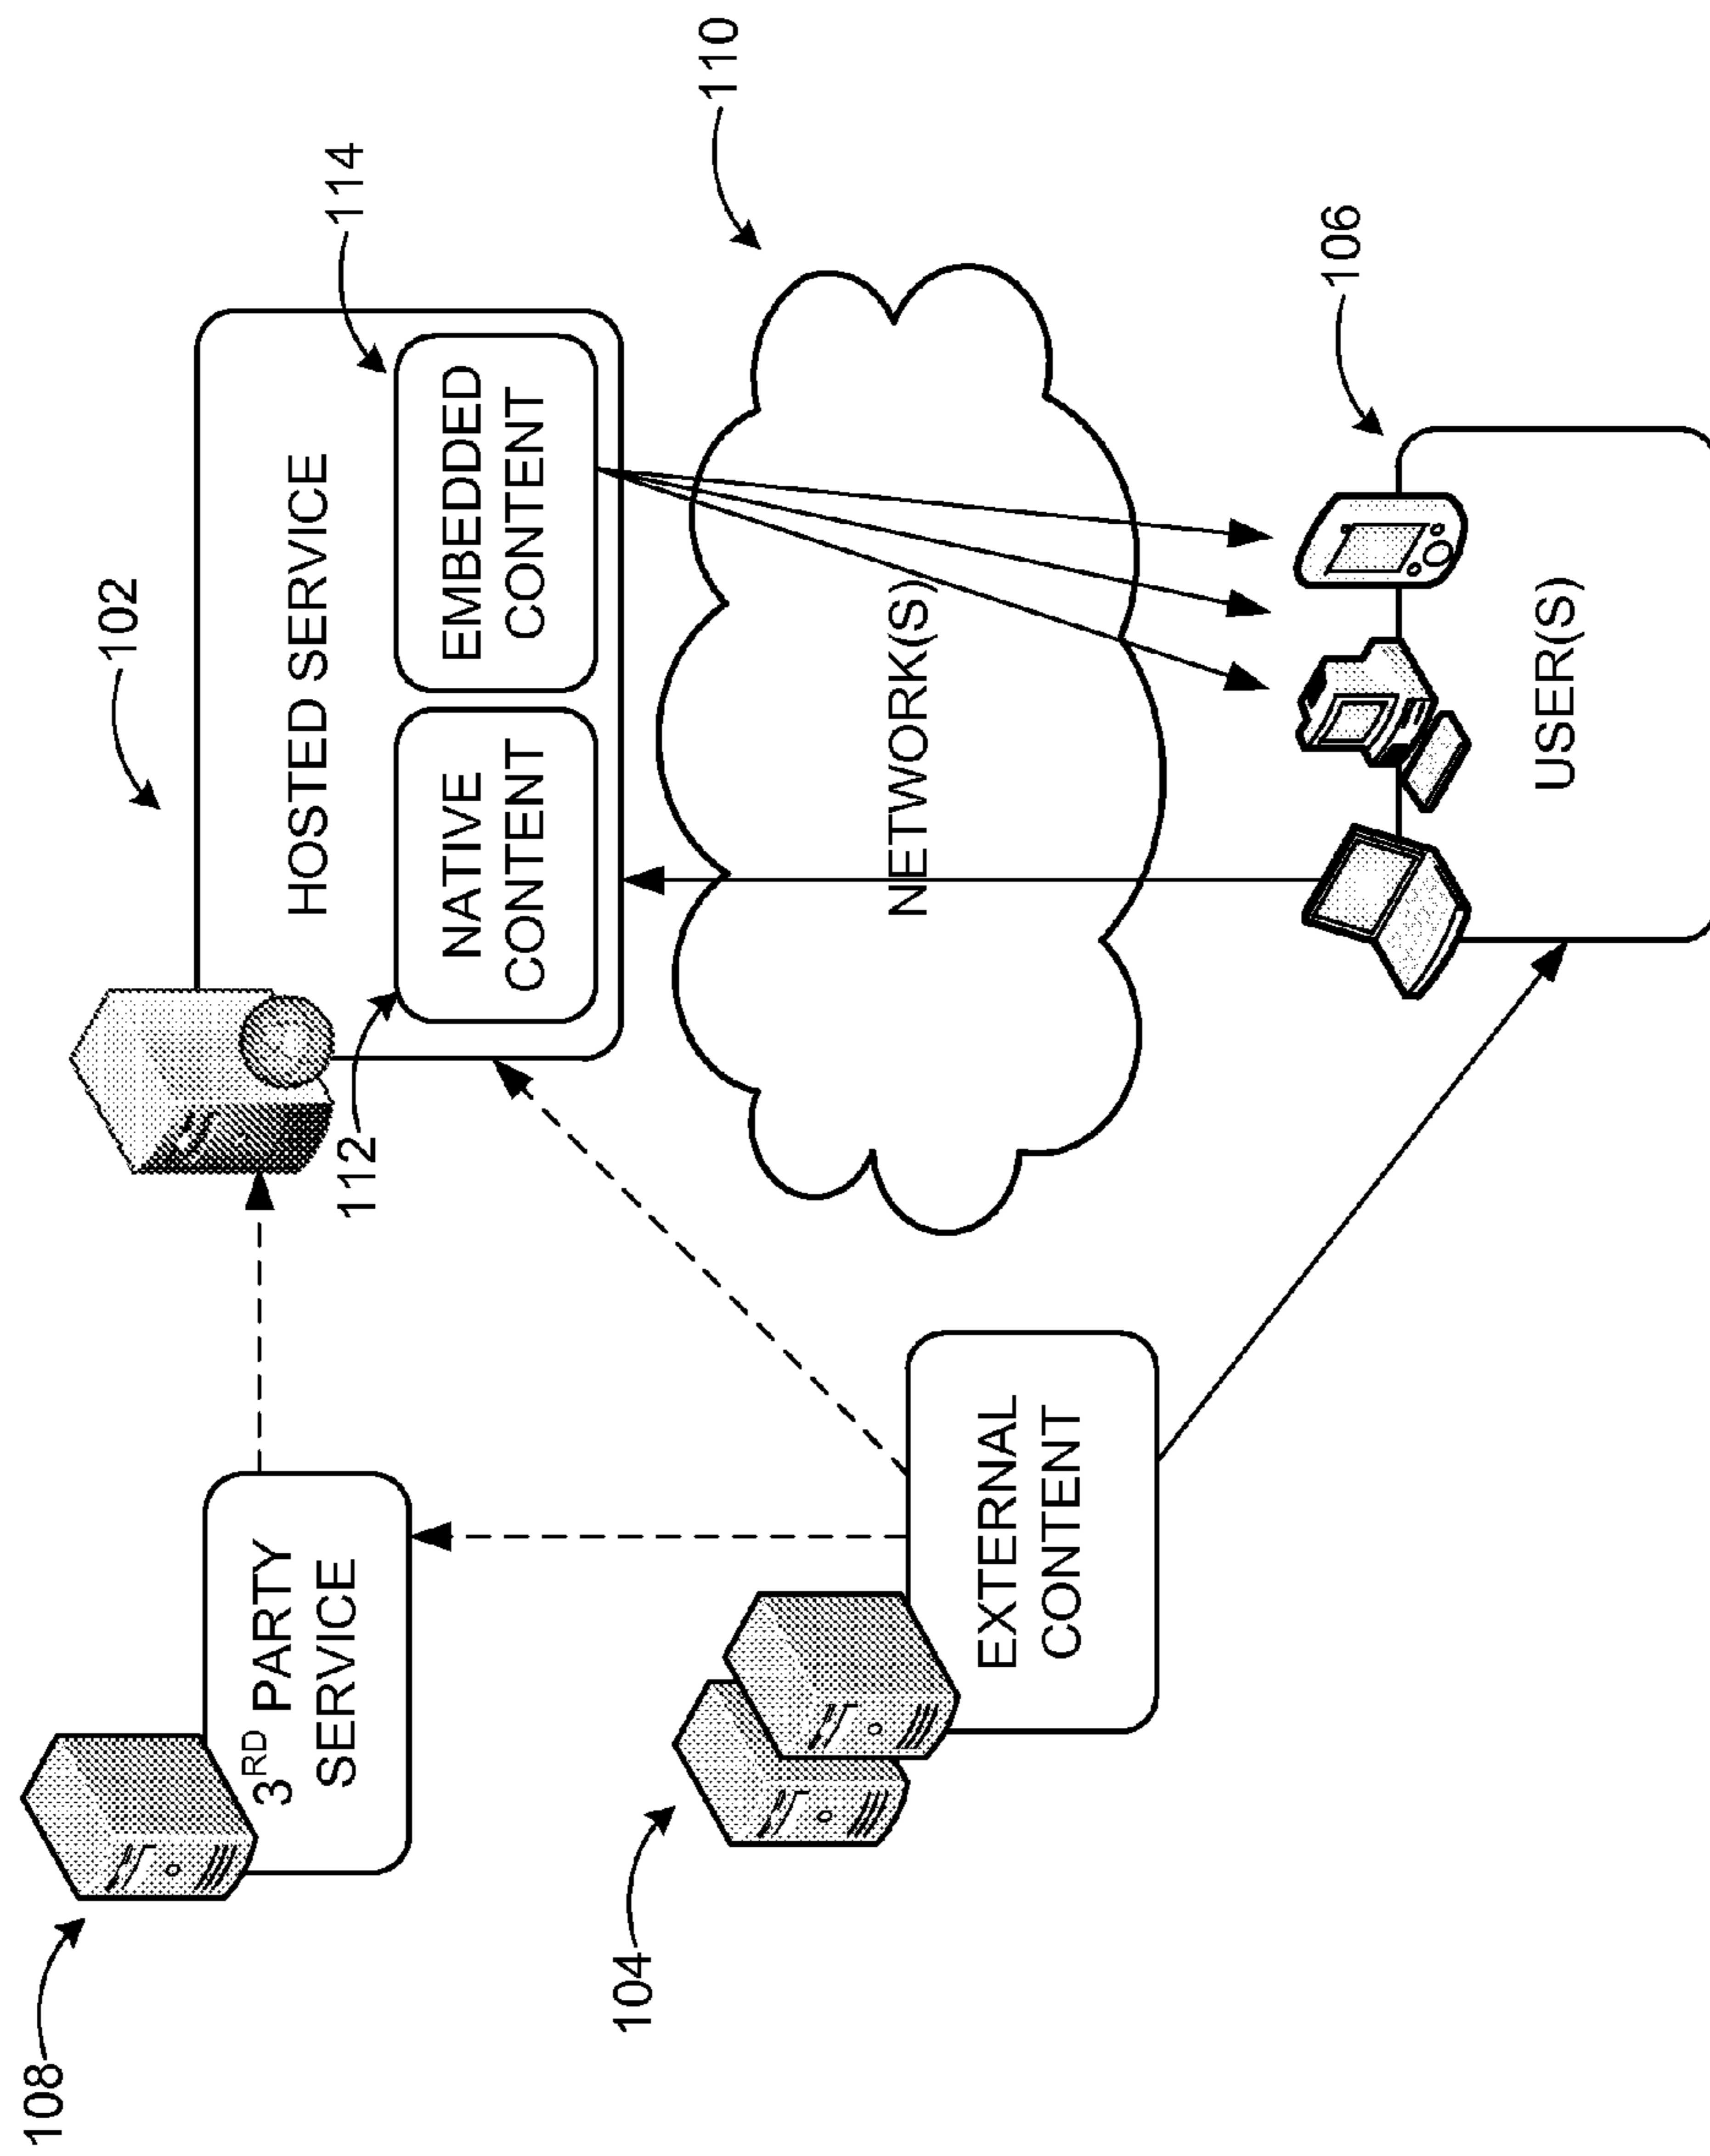 108
3RD PARTY
SERVICE
102
HOSTED SERVICE
112
NATIVE
CONTENT
EMBEDDED
CONTENT
114
104
EXTERNAL
CONTENT
NETWORK(S)
110
106
USER(S)